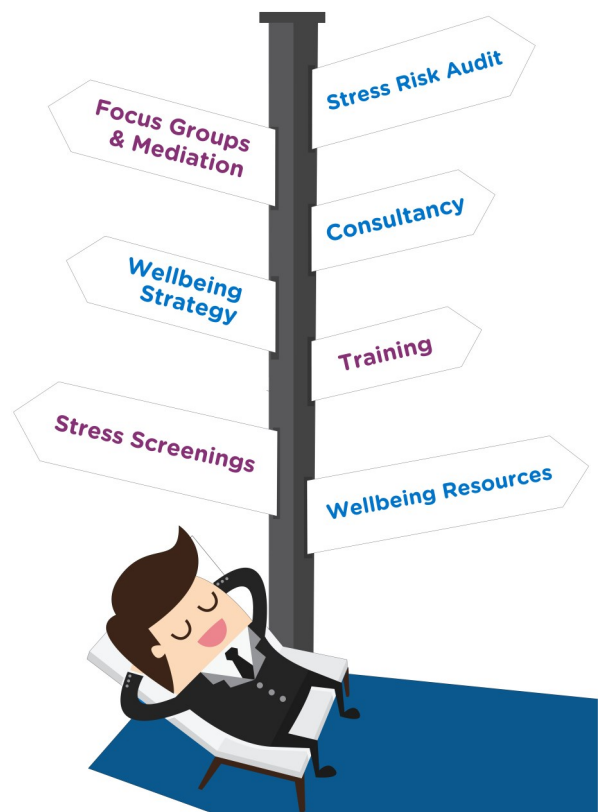 Stress Risk Audit
Focus Groups
& Mediation
Consultancy
Wellbeing
Strategy
Training
Stress Screenings
Wellbeing Resources